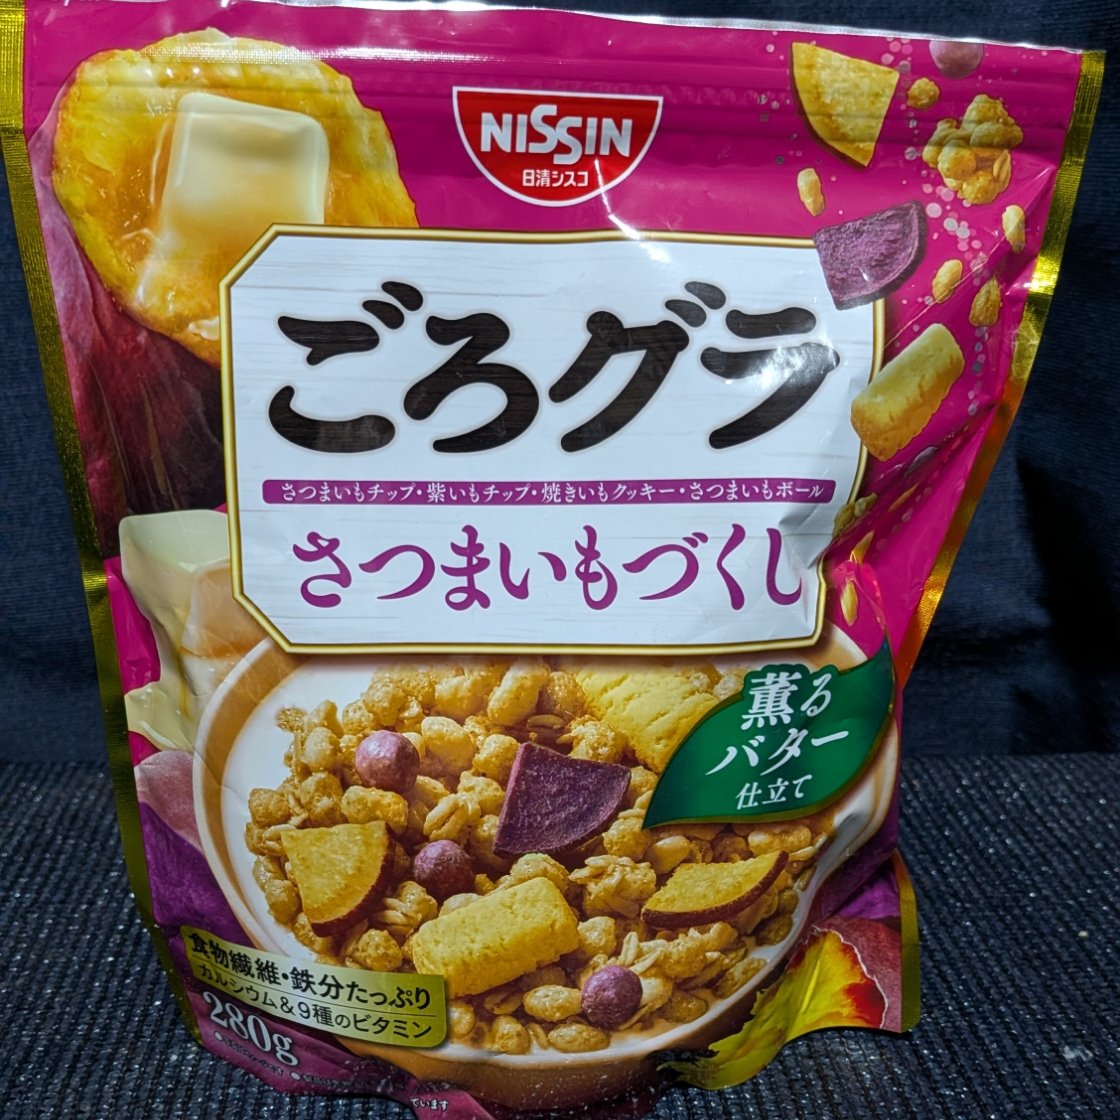 NISSIN
日清シスコ
ごろグラ
さつまいもチップ・紫いもチップ・焼きいもクッキー・さつまいもボール
さつまいもづくし
薫る
バター
仕立て
食物繊維・鉄分たっぷり
カルシウム&9種のビタミン
280g
ています